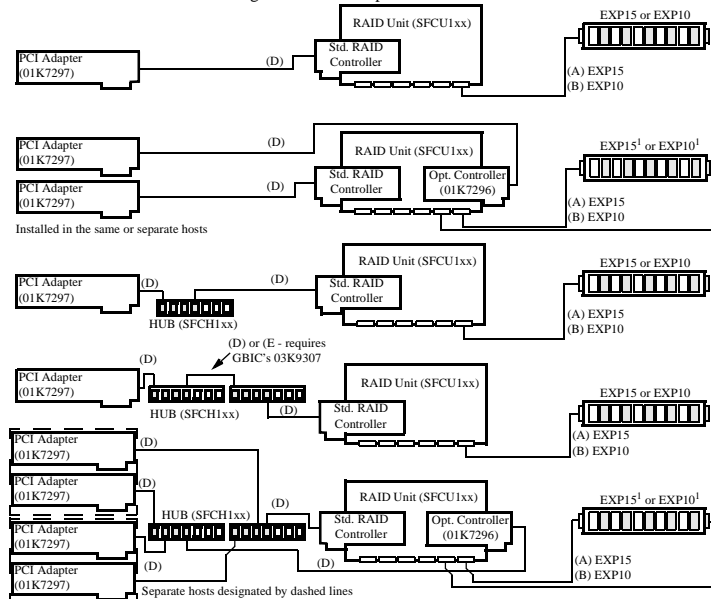 RAID Unit (SFCU1xx)
EXP15 or EXP10
Std. RAID
Controller
PCI Adapter
(01K7297)
(D)
(A) EXP15
(B) EXP10
PCI Adapter
(01K7297)
(D)
RAID Unit (SFCU1xx)
EXP15¹ or EXP10¹
PCI Adapter
(01K7297)
(D)
Std. RAID
Controller
Opt. Controller
(01K7296)
(A) EXP15
(B) EXP10
Installed in the same or separate hosts
RAID Unit (SFCU1xx)
EXP15 or EXP10
PCI Adapter
(01K7297)
(D)
(D)
Std. RAID
Controller
(A) EXP15
(B) EXP10
HUB (SFCH1xx)
(D) or (E - requires
GBIC's 03K9307)
PCI Adapter
(01K7297)
(D)
RAID Unit (SFCU1xx)
EXP15 or EXP10
HUB (SFCH1xx)
(D)
Std. RAID
Controller
(A) EXP15
(B) EXP10
PCI Adapter
(01K7297)
(D)
PCI Adapter
(01K7297)
(D)
HUB (SFCH1xx)
(D)
RAID Unit (SFCU1xx)
EXP15¹ or EXP10¹
PCI Adapter
(01K7297)
Std. RAID
Controller
Opt. Controller
(01K7296)
(D)
(D)
(A) EXP15
(B) EXP10
PCI Adapter
(01K7297)
Separate hosts designated by dashed lines